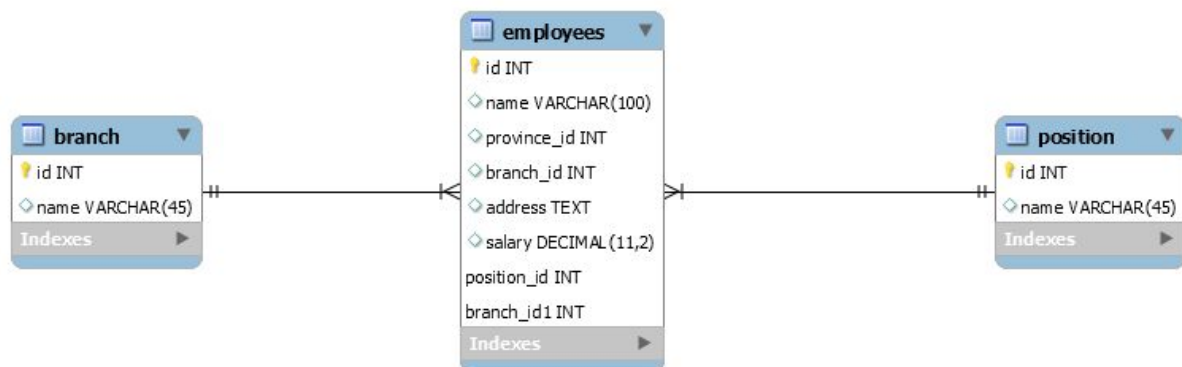 branch
id INT
name VARCHAR(45)
Indexes
employees
id INT
name VARCHAR(100)
province_id INT
branch_id INT
address TEXT
salary DECIMAL(11,2)
position_id INT
branch_id1 INT
Indexes
position
id INT
name VARCHAR(45)
Indexes